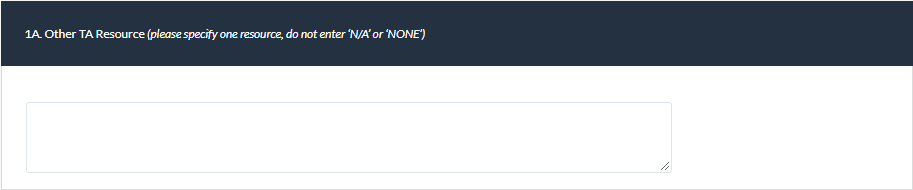 1A. Other TA Resource (please specify one resource, do not enter ‘N/A’ or ‘NONE’)